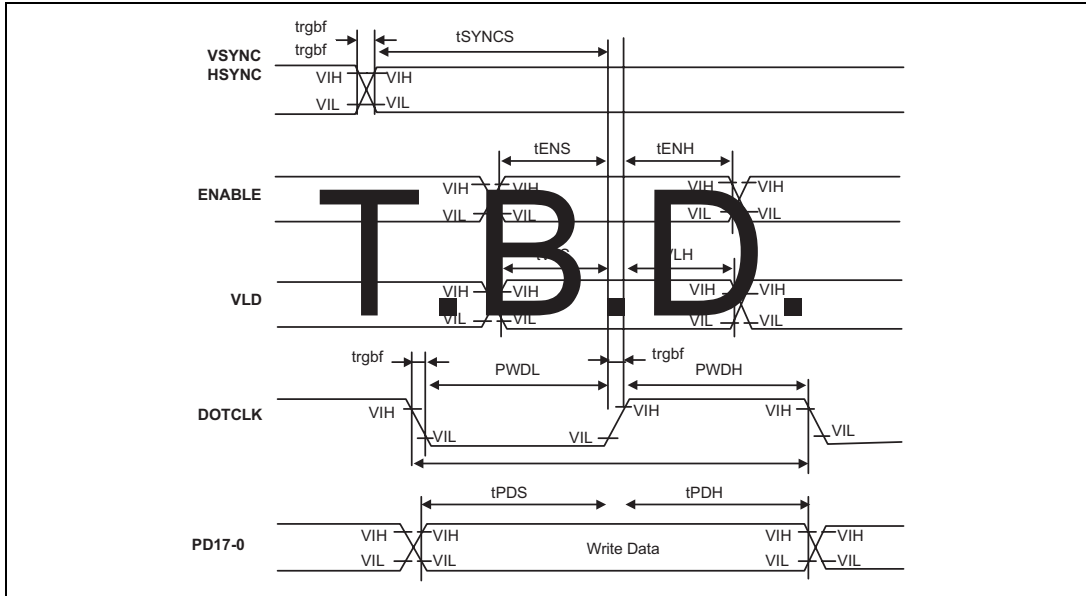 trgbf
trgbf
tSYNCS
VSYNC
HSYNC
VIH VIH
VIL VIL
tENS tENH
ENABLE
VIH VIH VIH VIH
VIL VIL VIL VIL
T.B.D.
VLH
VLD
VIH VIH VIH VIH
VIL VIL VIL VIL
trgbf trgbf
PWDL PWDH
DOTCLK
VIH VIH VIH
VIL VIL VIL
tPDS tPDH
PD17-0
VIH VIH VIH VIH
Write Data
VIL VIL VIL VIL